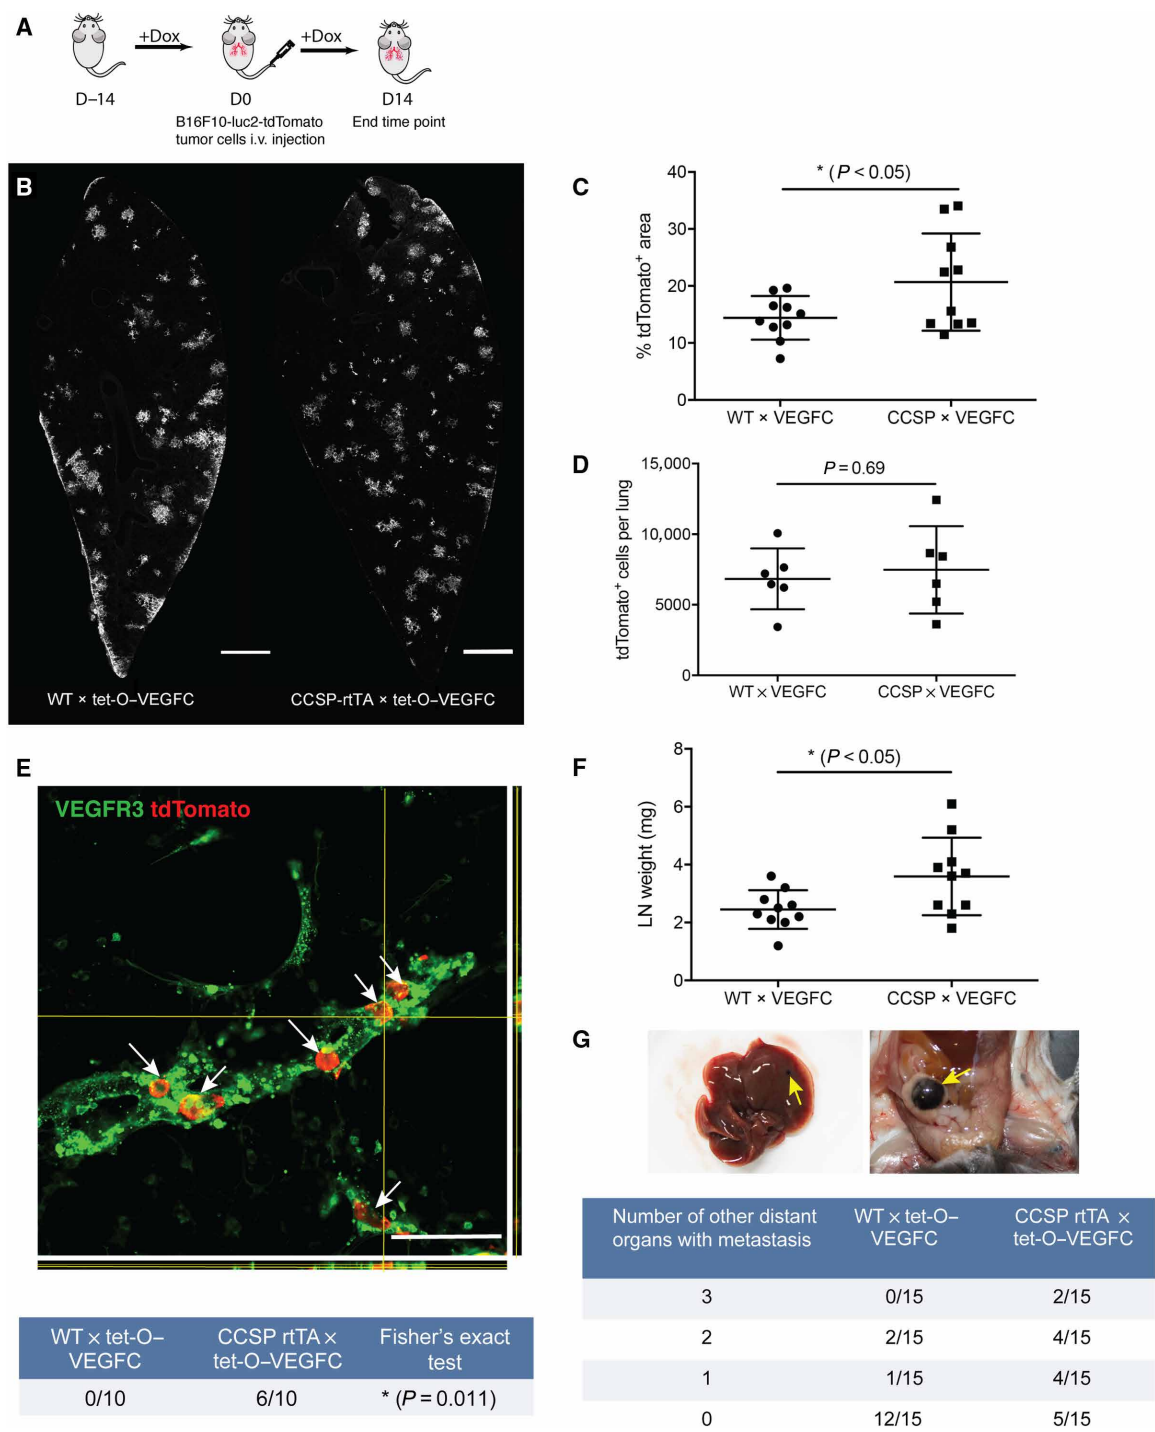 A
+Dox
+Dox
D–14
D0
D14
B16F10-luc2-tdTomato
tumor cells i.v. injection
End time point
B
WT × tet-O–VEGFC
CCSP-rtTA × tet-O–VEGFC
C
* (P < 0.05)
% tdTomato+ area
40
30
20
10
0
WT × VEGFC
CCSP × VEGFC
D
P = 0.69
tdTomato+ cells per lung
15,000
10,000
5000
0
WT × VEGFC
CCSP × VEGFC
E
VEGFR3 tdTomato
WT × tet-O–
VEGFC
CCSP rtTA ×
tet-O–VEGFC
Fisher's exact
test
0/10
6/10
* (P = 0.011)
F
* (P < 0.05)
LN weight (mg)
8
6
4
2
0
WT × VEGFC
CCSP × VEGFC
G
Number of other distant
organs with metastasis
WT × tet-O–
VEGFC
CCSP rtTA ×
tet-O–VEGFC
3
0/15
2/15
2
2/15
4/15
1
1/15
4/15
0
12/15
5/15